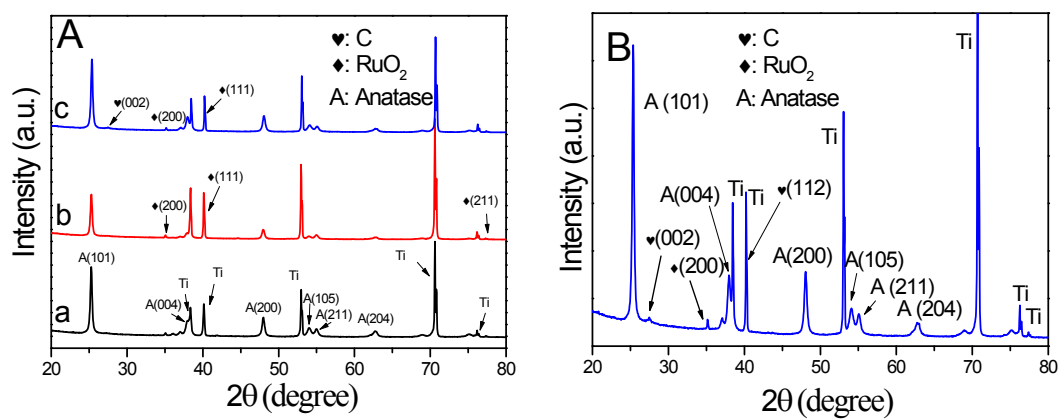 A
♥: C
♦: RuO2
A: Anatase
c
♥(002)
♦(200)
♦(111)
b
♦(200)
♦(111)
♦(211)
a
A(101)
A(004)
Ti
Ti
A(200)
Ti
A(105)
A(211)
A(204)
Ti
Ti
Intensity (a.u.)
20 30 40 50 60 70 80
2θ (degree)
B
♥: C
♦: RuO2
A: Anatase
A (101)
♥(002)
♦(200)
A(004)
Ti
Ti
♥(112)
A(200)
Ti
A(105)
A (211)
A (204)
Ti
Ti
Ti
Intensity (a.u.)
20 30 40 50 60 70 80
2θ (degree)